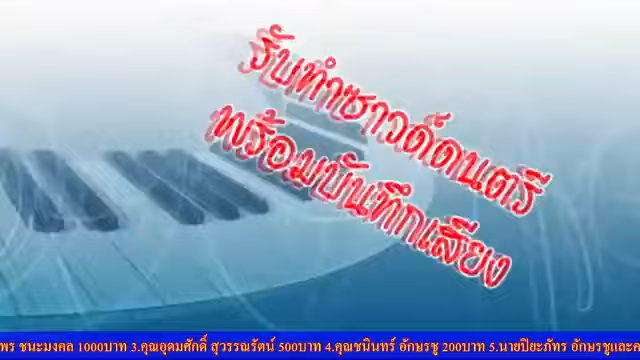 รับทำซาวด์ดนตรี
พร้อมบันทึกเสียง
พร ชนะมงคล 1000บาท 3.คุณอุดมศักดิ์ สุวรรณรัตน์ 500บาท 4.คุณชนินทร์ อักษรชู 200บาท 5.นายปิยะภัทร อักษรชูและ